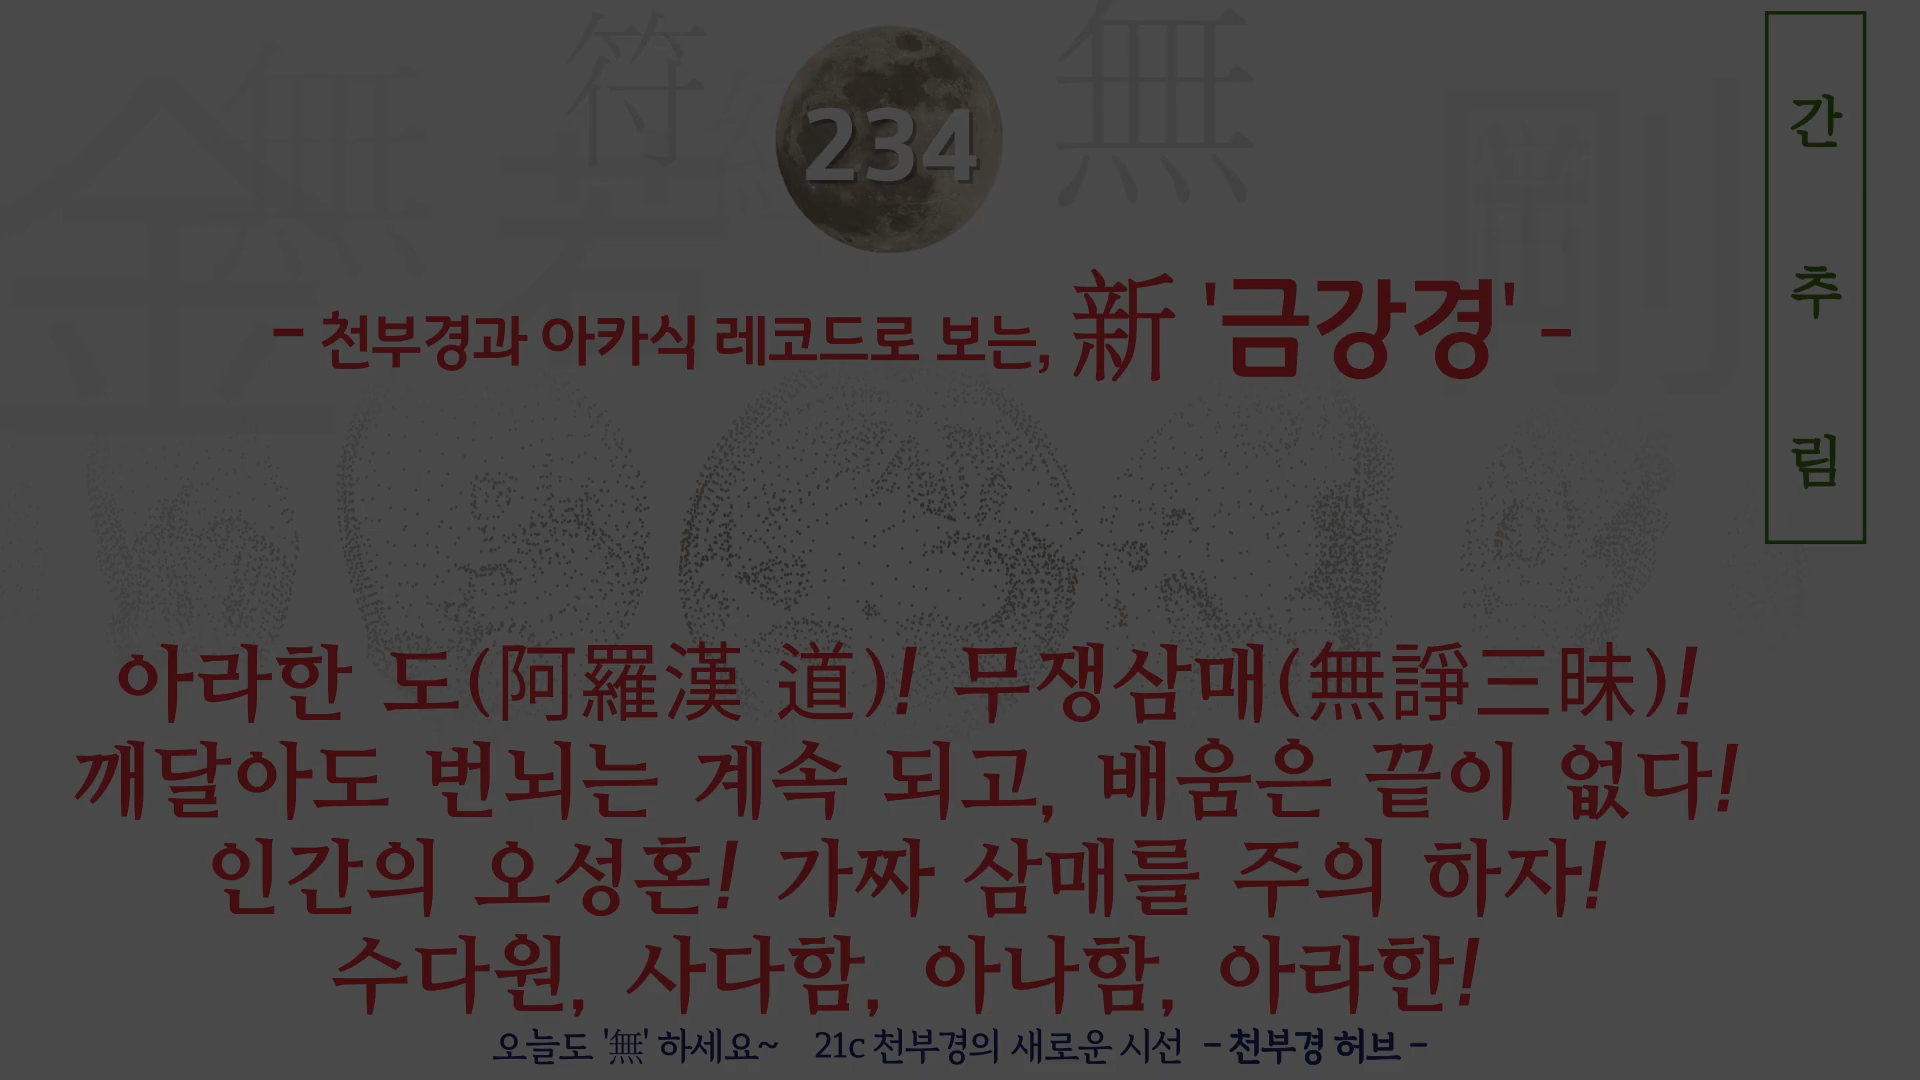 符 無
234
간추림
- 천부경과 아카식 레코드로 보는, 新 '금강경' -
아라한 도(阿羅漢 道)! 무쟁삼매(無諍三昧)!
깨달아도 번뇌는 계속 되고, 배움은 끝이 없다!
인간의 오성혼! 가짜 삼매를 주의 하자!
수다원, 사다함, 아나함, 아라한!
오늘도 '無' 하세요~ 21c 천부경의 새로운 시선 - 천부경 허브 -